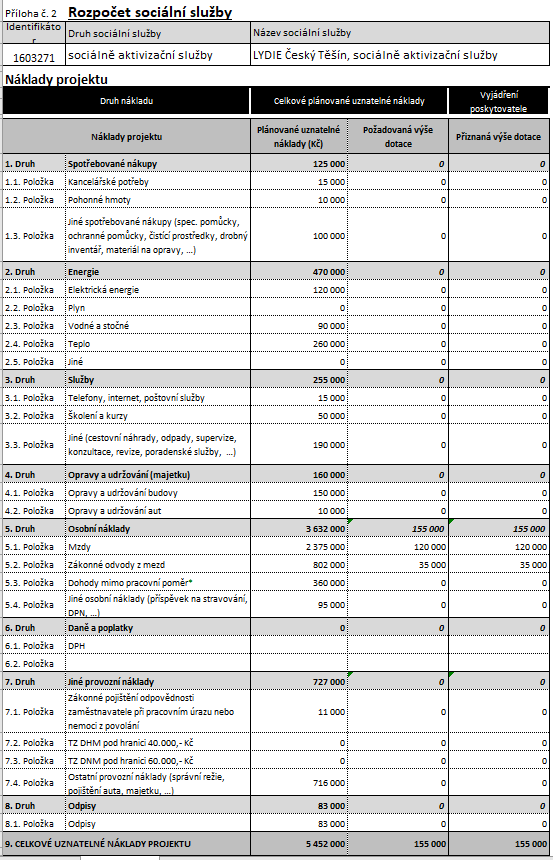 Příloha č. 2 Rozpočet sociální služby
Identifikáto
r Druh sociální služby Název sociální služby
1603271 sociálně aktivizační služby LYDIE Český Těšín, sociálně aktivizační služby
Náklady projektu
Druh nákladu Celkové plánované uznatelné náklady Vyjádření
poskytovatele
Náklady projektu Plánované uznatelné
náklady (Kč) Požadovaná výše
dotace Přiznaná výše dotace
1. Druh Spotřebované nákupy 125 000 0 0
1.1. Položka Kancelářské potřeby 15 000 0 0
1.2. Položka Pohonné hmoty 10 000 0 0
1.3. Položka Jiné spotřebované nákupy (spec. pomůcky,
ochranné pomůcky, čistící prostředky, drobný
inventář, materiál na opravy, ...) 100 000 0 0
2. Druh Energie 470 000 0 0
2.1. Položka Elektrická energie 120 000 0 0
2.2. Položka Plyn 0 0 0
2.3. Položka Vodné a stočné 90 000 0 0
2.4. Položka Teplo 260 000 0 0
2.5. Položka Jiné 0 0 0
3. Druh Služby 255 000 0 0
3.1. Položka Telefony, internet, poštovní služby 15 000 0 0
3.2. Položka Školení a kurzy 50 000 0 0
3.3. Položka Jiné (cestovní náhrady, odpady, supervize,
konzultace, revize, poradenské služby, ...) 190 000 0 0
4. Druh Opravy a udržování (majetku) 160 000 0 0
4.1. Položka Opravy a udržování budovy 150 000 0 0
4.2. Položka Opravy a udržování aut 10 000 0 0
5. Druh Osobní náklady 3 632 000 155 000 155 000
5.1. Položka Mzdy 2 375 000 120 000 120 000
5.2. Položka Zákonné odvody z mezd 802 000 35 000 35 000
5.3. Položka Dohody mimo pracovní poměr* 360 000 0 0
5.4. Položka Jiné osobní náklady (příspěvek na stravování,
DPN, ...) 95 000 0 0
6. Druh Daně a poplatky 0 0 0
6.1. Položka DPH
6.2. Položka
7. Druh Jiné provozní náklady 727 000 0 0
7.1. Položka Zákonné pojištění odpovědnosti
zaměstnavatele při pracovním úrazu nebo
nemoci z povolání 11 000 0 0
7.2. Položka TZ DHM pod hranici 40.000,- Kč 0 0 0
7.3. Položka TZ DNM pod hranici 60.000,- Kč 0 0 0
7.4. Položka Ostatní provozní náklady (správní režie,
pojištění auta, majetku, ...) 716 000 0 0
8. Druh Odpisy 83 000 0 0
8.1. Položka Odpisy 83 000 0 0
9. CELKOVÉ UZNATELNÉ NÁKLADY PROJEKTU 5 452 000 155 000 155 000